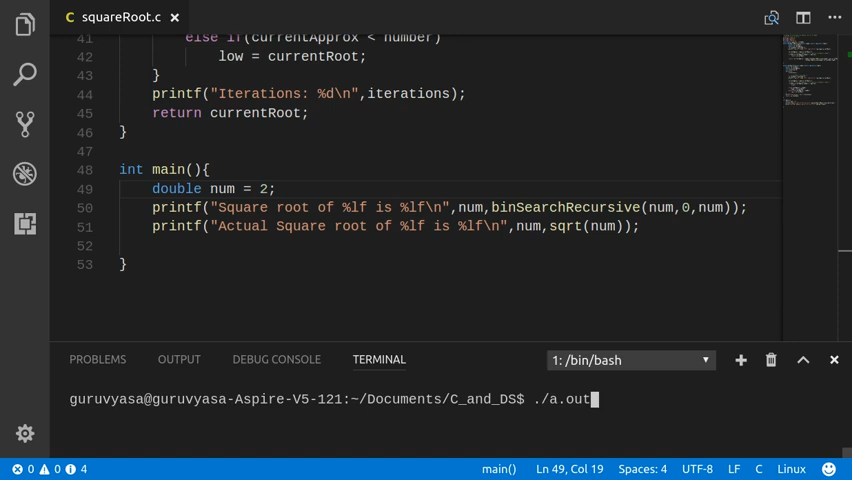 squareRoot.c
41 else if(currentApprox < number)
42 low = currentRoot;
43 }
44 printf("Iterations: %d\n",iterations);
45 return currentRoot;
46 }
47
48 int main(){
49 double num = 2;
50 printf("Square root of %lf is %lf\n",num,binSearchRecursive(num,0,num));
51 printf("Actual Square root of %lf is %lf\n",num,sqrt(num));
52
53 }
PROBLEMS OUTPUT DEBUG CONSOLE TERMINAL 1: /bin/bash
guruvyasa@guruvyasa-Aspire-V5-121:~/Documents/C_and_DS$ ./a.out
0 0 4 main() Ln 49, Col 19 Spaces: 4 UTF-8 LF C Linux